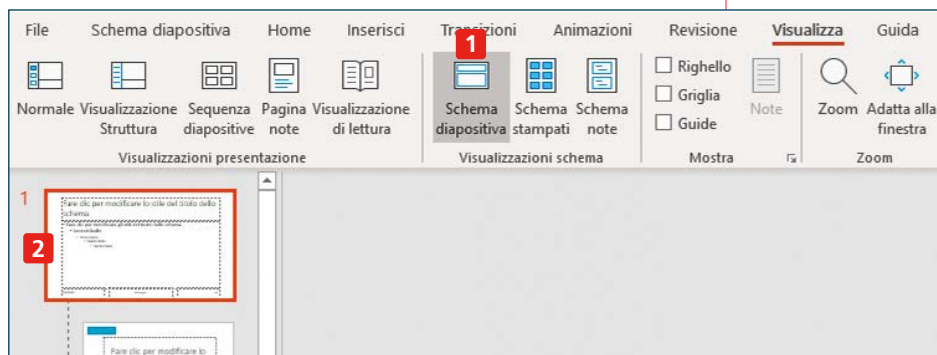 File Schema diapositiva Home Inserisci Transizioni Animazioni Revisione Visualizza Guida
1
Normale Visualizzazione Struttura Sequenza diapositive Pagina note Visualizzazione di lettura Schema diapositiva Schema stampati Schema note
Righello
Griglia
Guide
Note Zoom Adatta alla finestra
Visualizzazioni presentazione Visualizzazioni schema Mostra Zoom
1
Fare clic per modificare lo stile del titolo dello
schema
2
Fare clic per modificare lo